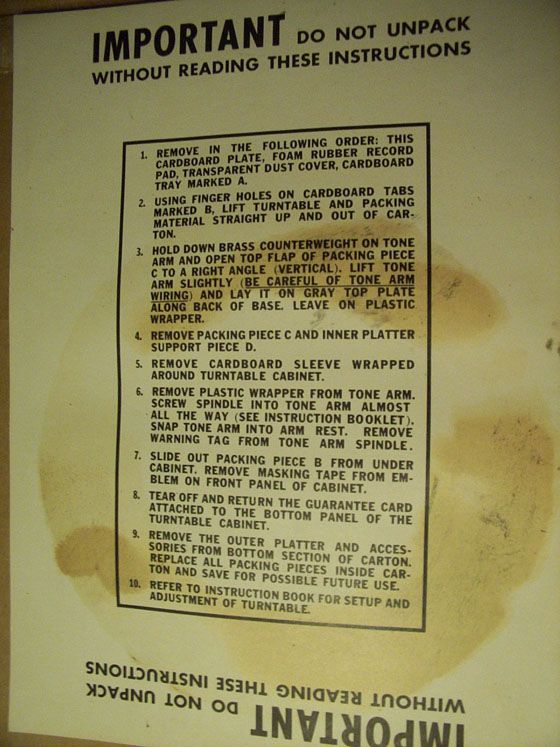 IMPORTANT DO NOT UNPACK
WITHOUT READING THESE INSTRUCTIONS
1. REMOVE IN THE FOLLOWING ORDER: THIS
CARDBOARD PLATE, FOAM RUBBER RECORD
PAD, TRANSPARENT DUST COVER, CARDBOARD
TRAY MARKED A.
2. USING FINGER HOLES ON CARDBOARD TABS
MARKED B, LIFT TURNTABLE AND PACKING
MATERIAL STRAIGHT UP AND OUT OF CAR-
TON.
3. HOLD DOWN BRASS COUNTERWEIGHT ON TONE
ARM AND OPEN TOP FLAP OF PACKING PIECE
C TO A RIGHT ANGLE (VERTICAL). LIFT TONE
ARM SLIGHTLY (BE CAREFUL OF TONE ARM
WIRING) AND LAY IT ON GRAY TOP PLATE
ALONG BACK OF BASE. LEAVE ON PLASTIC
WRAPPER.
4. REMOVE PACKING PIECE C AND INNER PLATTER
SUPPORT PIECE D.
5. REMOVE CARDBOARD SLEEVE WRAPPED
AROUND TURNTABLE CABINET.
6. REMOVE PLASTIC WRAPPER FROM TONE ARM.
SCREW SPINDLE INTO TONE ARM ALMOST
ALL THE WAY (SEE INSTRUCTION BOOKLET).
SNAP TONE ARM INTO ARM REST. REMOVE
WARNING TAG FROM TONE ARM SPINDLE.
7. SLIDE OUT PACKING PIECE B FROM UNDER
CABINET. REMOVE MASKING TAPE FROM EM-
BLEM ON FRONT PANEL OF CABINET.
8. TEAR OFF AND RETURN THE GUARANTEE CARD
ATTACHED TO THE BOTTOM PANEL OF THE
TURNTABLE CABINET.
9. REMOVE THE OUTER PLATTER AND ACCES-
SORIES FROM BOTTOM SECTION OF CARTON.
REPLACE ALL PACKING PIECES INSIDE CAR-
TON AND SAVE FOR POSSIBLE FUTURE USE.
10. REFER TO INSTRUCTION BOOK FOR SETUP AND
ADJUSTMENT OF TURNTABLE.
IMPORTANT DO NOT UNPACK
WITHOUT READING THESE INSTRUCTIONS